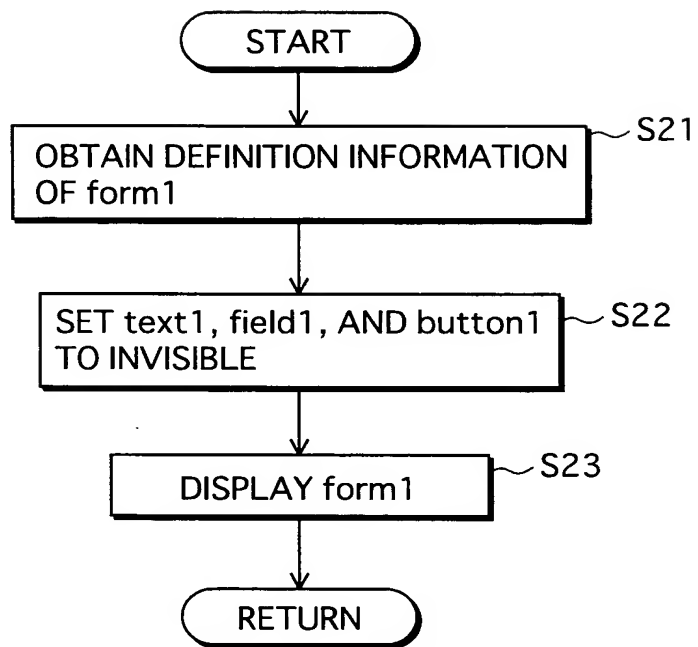 START
S21
OBTAIN DEFINITION INFORMATION
OF form1
SET text1, field1, AND button1
TO INVISIBLE
S22
DISPLAY form1
S23
RETURN